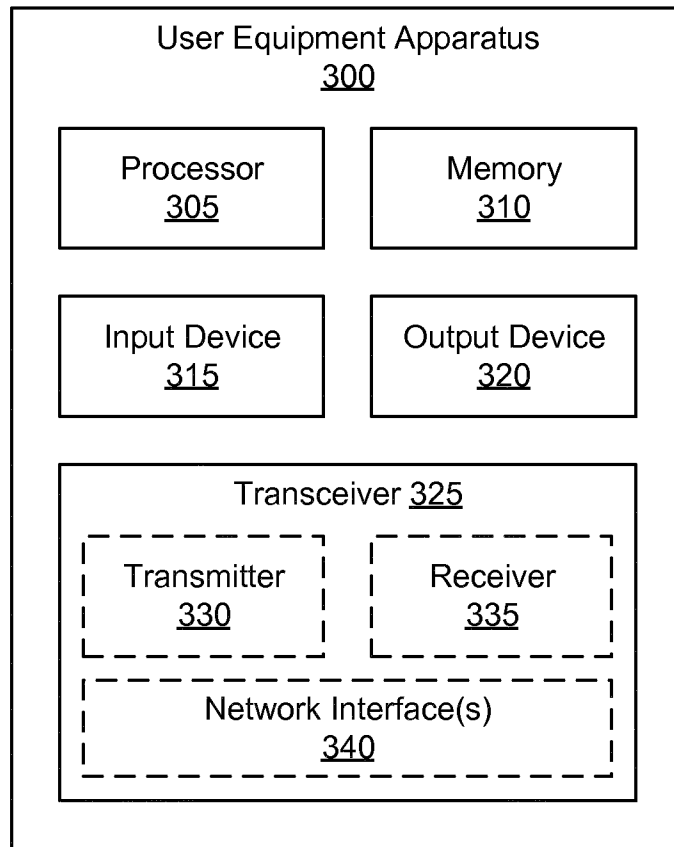 User Equipment Apparatus
300
Processor
305
Memory
310
Input Device
315
Output Device
320
Transceiver 325
Transmitter
330
Receiver
335
Network Interface(s)
340